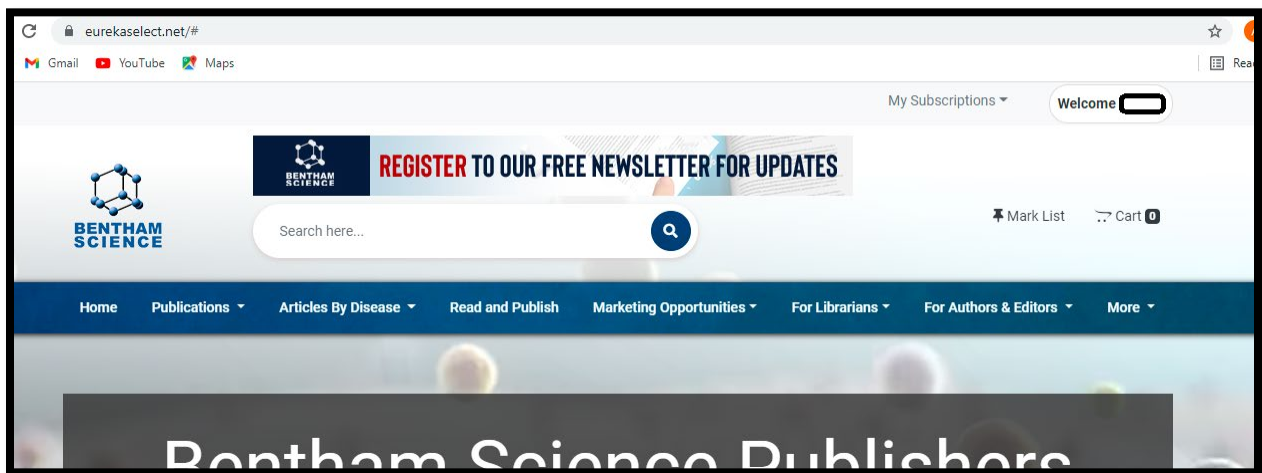 eurekaselect.net/#
Gmail YouTube Maps
My Subscriptions Welcome
BENTHAM SCIENCE REGISTER TO OUR FREE NEWSLETTER FOR UPDATES
BENTHAM
SCIENCE
Search here...
Mark List Cart 0
Home Publications Articles By Disease Read and Publish Marketing Opportunities For Librarians For Authors & Editors More
Bentham Science Publishers